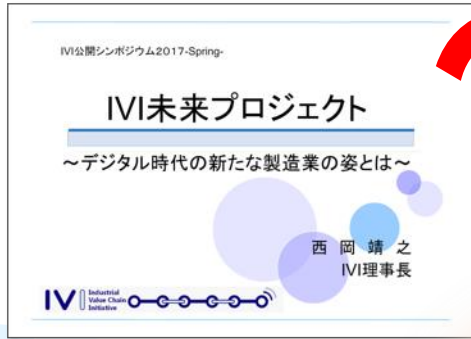 IVI公開シンポジウム2017-Spring-
IVI未来プロジェクト
~デジタル時代の新たな製造業の姿とは~
西 岡 靖 之
IVI理事長
IVI Industrial
Value Chain
Initiative